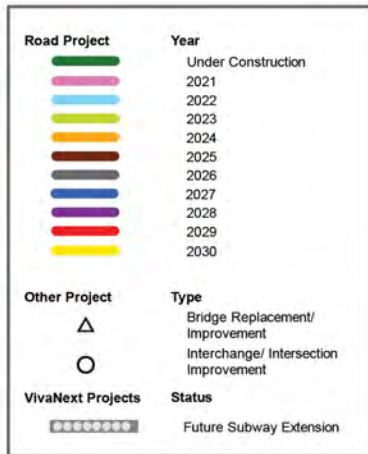 Road Project Year
Under Construction
2021
2022
2023
2024
2025
2026
2027
2028
2029
2030
Other Project Type
Bridge Replacement/
Improvement
Interchange/ Intersection
Improvement
VivaNext Projects Status
Future Subway Extension